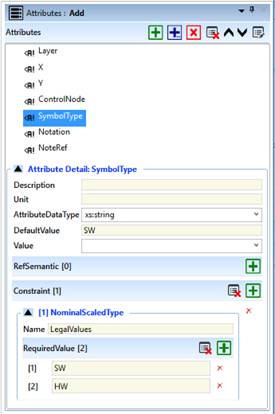 Attributes : Add
Attributes
Layer
X
Y
ControlNode
SymbolType
Notation
NoteRef
Attribute Detail: SymbolType
Description
Unit
AttributeDataType xs:string
DefaultValue SW
Value
RefSemantic [0]
Constraint [1]
[1] NominalScaledType
Name LegalValues
RequiredValue [2]
[1] SW
[2] HW